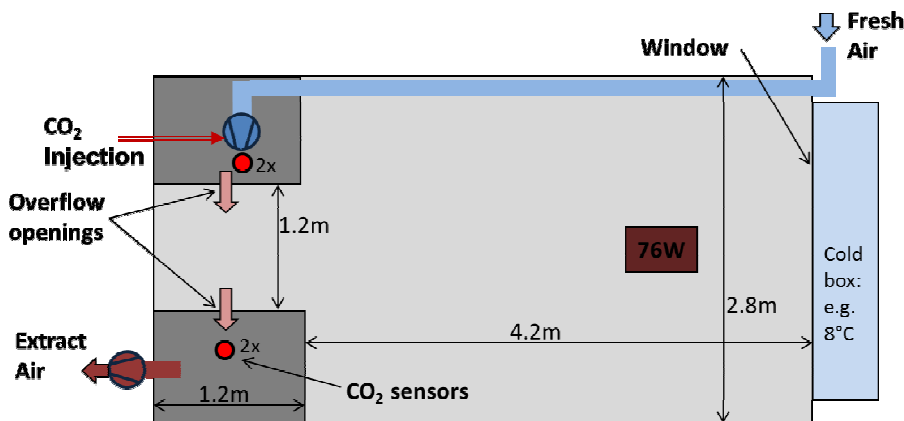 Fresh
Air
Window
CO₂
Injection
2x
Overflow
openings
1.2m
76W
2.8m
Cold
box:
e.g.
8°C
4.2m
Extract
Air
2x
1.2m
CO₂ sensors